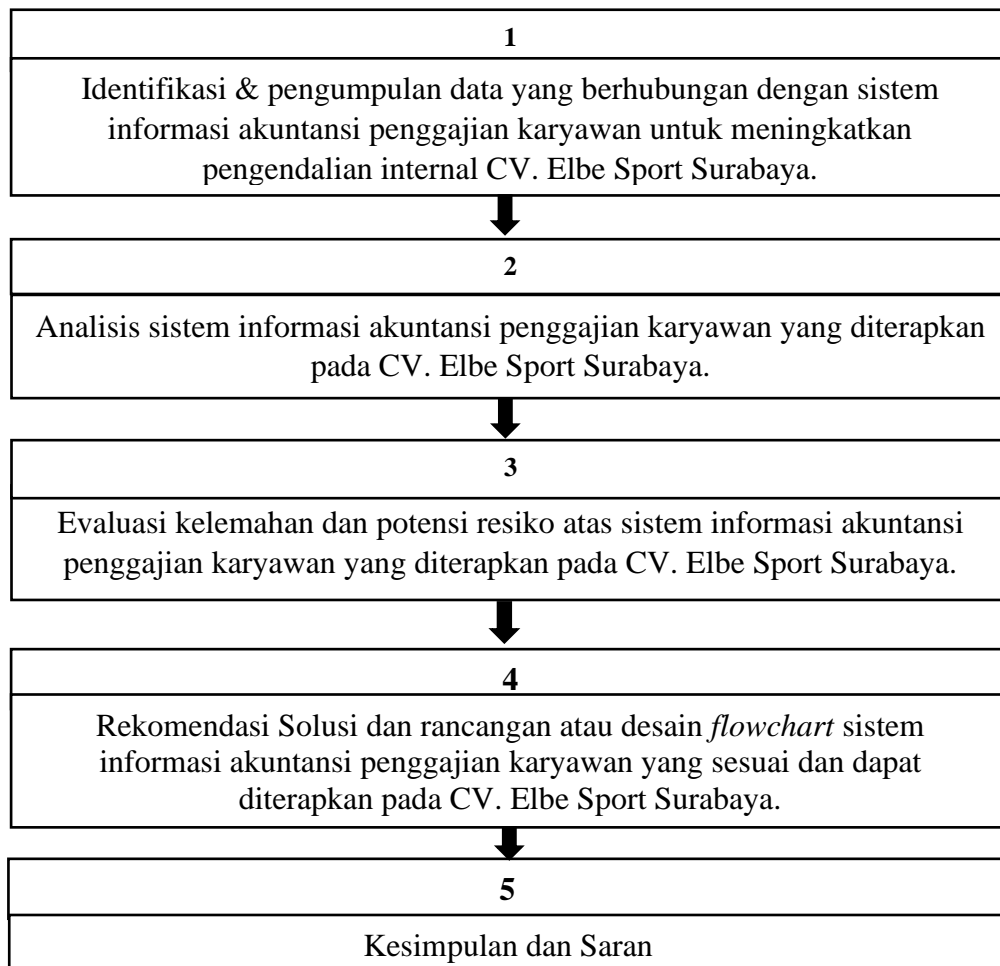 1
Identifikasi & pengumpulan data yang berhubungan dengan sistem
informasi akuntansi penggajian karyawan untuk meningkatkan
pengendalian internal CV. Elbe Sport Surabaya.
2
Analisis sistem informasi akuntansi penggajian karyawan yang diterapkan
pada CV. Elbe Sport Surabaya.
3
Evaluasi kelemahan dan potensi resiko atas sistem informasi akuntansi
penggajian karyawan yang diterapkan pada CV. Elbe Sport Surabaya.
4
Rekomendasi Solusi dan rancangan atau desain flowchart sistem
informasi akuntansi penggajian karyawan yang sesuai dan dapat
diterapkan pada CV. Elbe Sport Surabaya.
5
Kesimpulan dan Saran